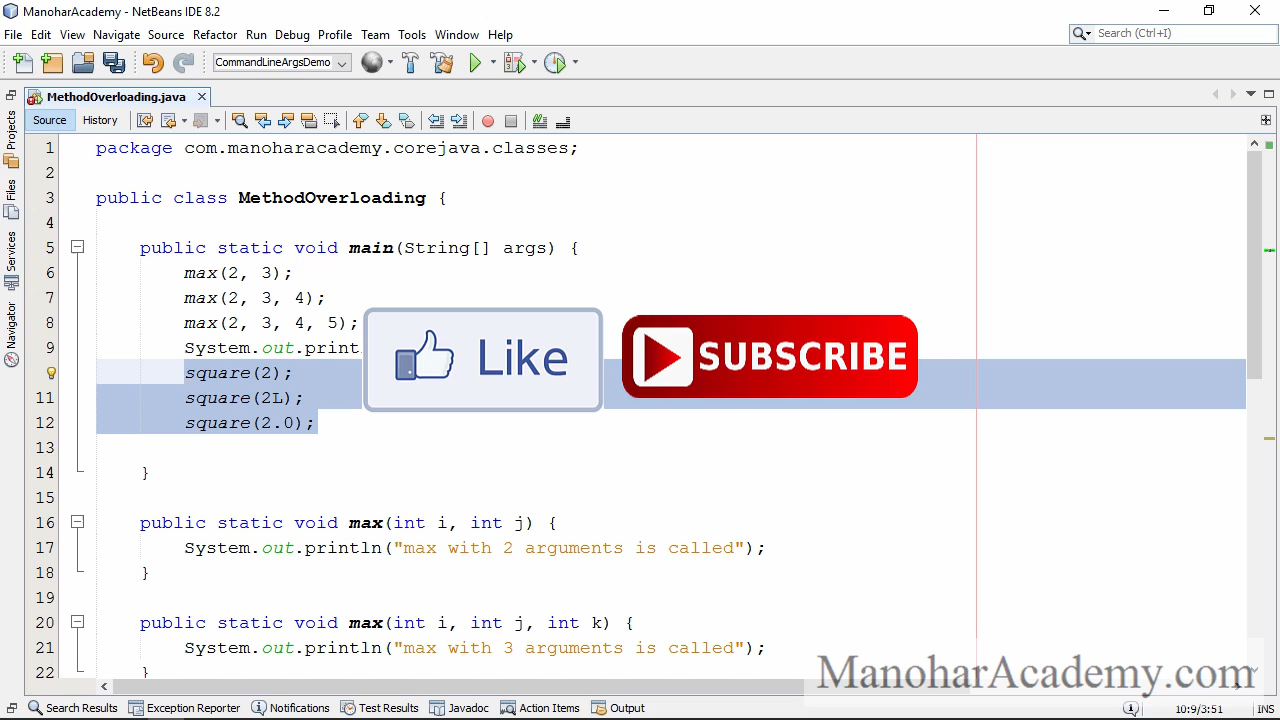 ManoharAcademy - NetBeans IDE 8.2
File Edit View Navigate Source Refactor Run Debug Profile Team Tools Window Help
Search (Ctrl+I)
CommandLineArgsDemo
MethodOverloading.java
Source History
Projects
Files
Services
Navigator
1 package com.manoharacademy.corejava.classes;
2
3 public class MethodOverloading {
4
5 public static void main(String[] args) {
6 max(2, 3);
7 max(2, 3, 4);
8 max(2, 3, 4, 5);
9 System.out.println
square(2);
11 square(2L);
12 square(2.0);
Like
SUBSCRIBE
13
14 }
15
16 public static void max(int i, int j) {
17 System.out.println("max with 2 arguments is called");
18 }
19
20 public static void max(int i, int j, int k) {
21 System.out.println("max with 3 arguments is called");
22 }
ManoharAcademy.com
Search Results Exception Reporter Notifications Test Results Javadoc Action Items Output
10:9/3:51 INS